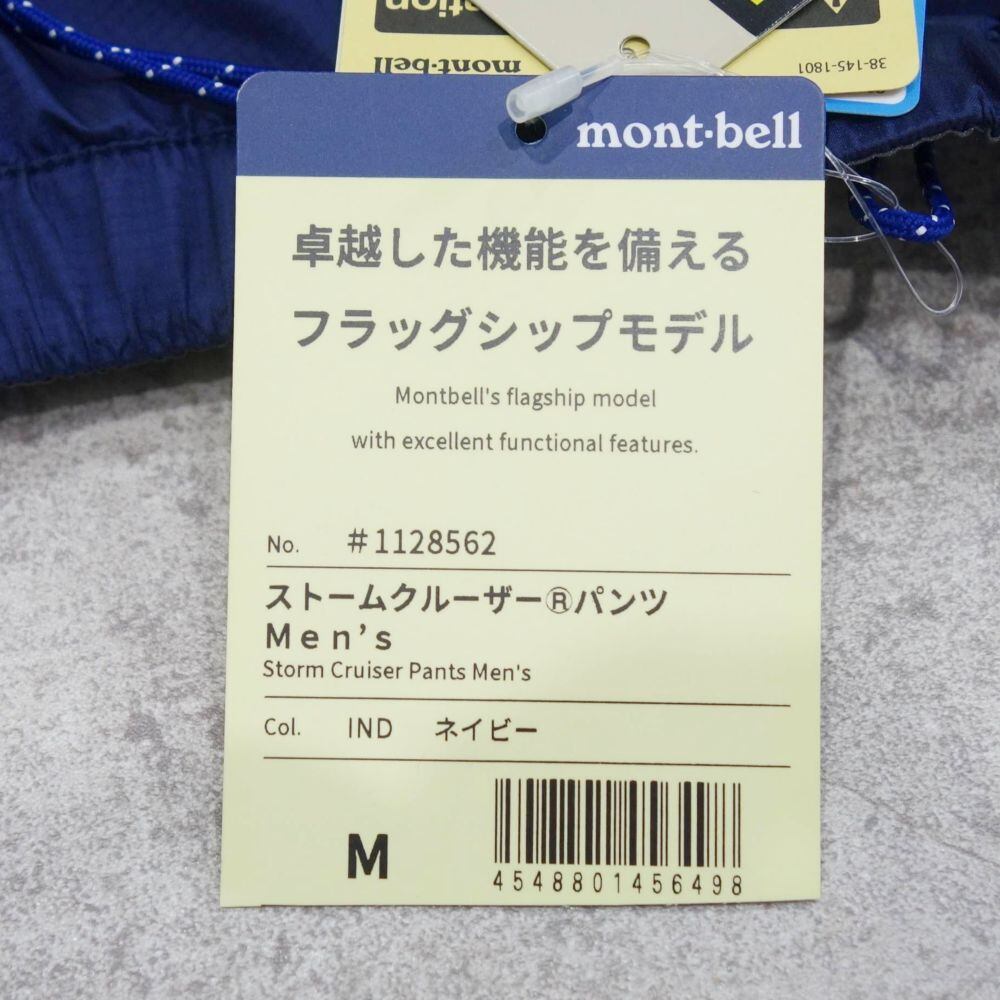 ution
mont-bell
38-145-1801
mont-bell
卓越した機能を備える
フラッグシップモデル
Montbell's flagship model
with excellent functional features.
No. #1128562
ストームクルーザー®パンツ
Men's
Storm Cruiser Pants Men's
Col. IND ネイビー
M
4548801456498